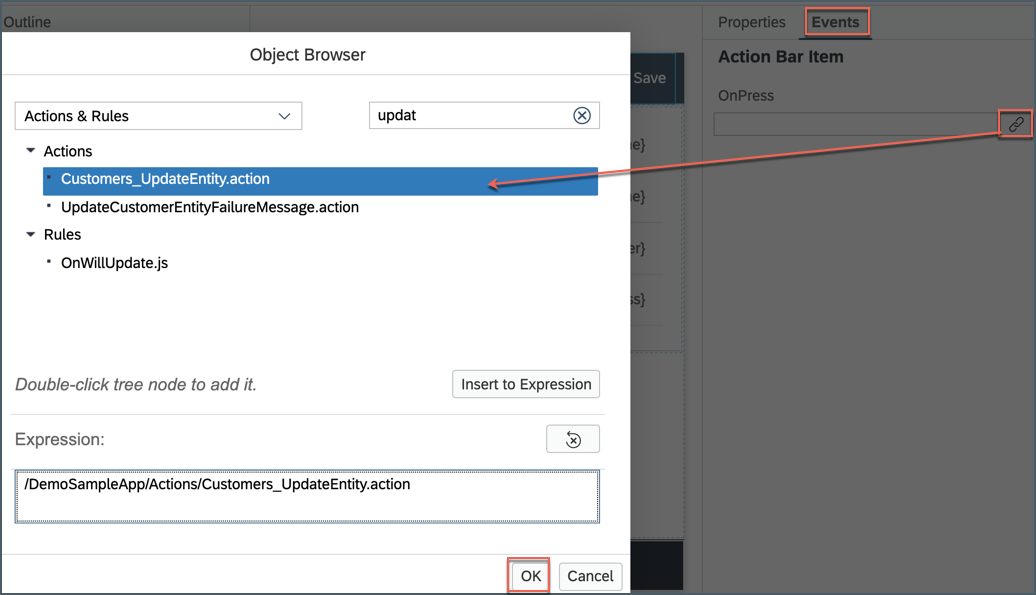 Outline
Properties
Events
Object Browser
Action Bar Item
Save
OnPress
Actions & Rules
updat
Actions
Customers_UpdateEntity.action
UpdateCustomerEntityFailureMessage.action
Rules
OnWillUpdate.js
e}
e}
er}
ss}
Double-click tree node to add it.
Insert to Expression
Expression:
/DemoSampleApp/Actions/Customers_UpdateEntity.action
OK
Cancel